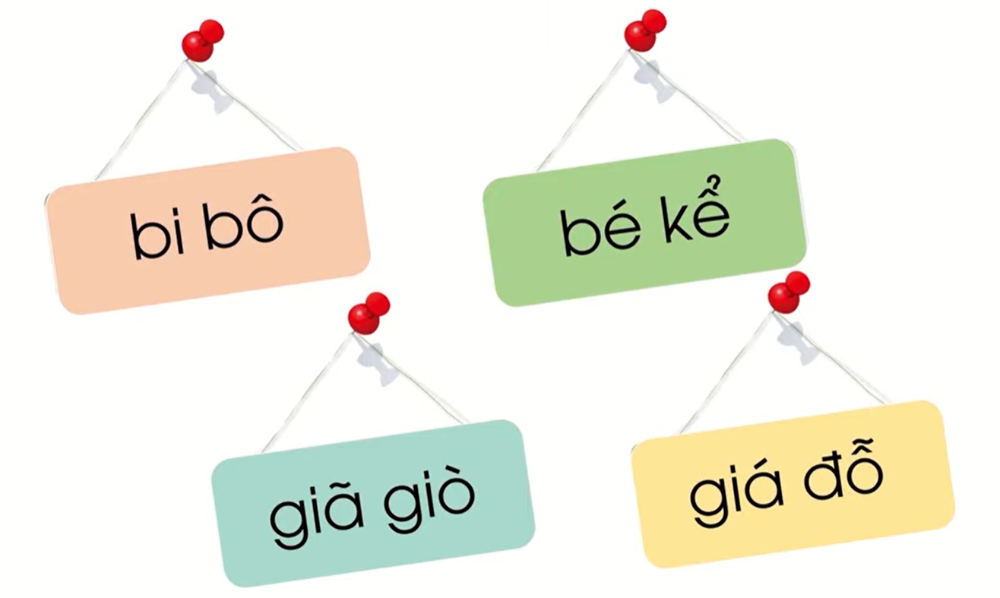 bi bô
bé kể
giã giò
giá đỗ